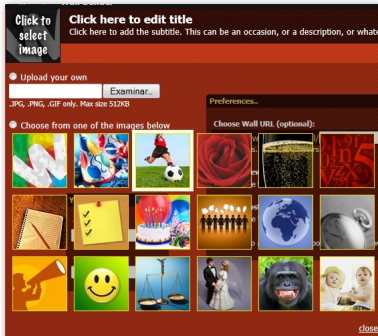 Click to
select
image
Click here to edit title
Click here to add the subtitle. This can be an occasion, or a description, or
Upload your own
Examinar..
.JPG, .PNG, .GIF only. Max size 512KB
Preferences..
Choose from one of the images below
Choose Wall URL (optional):
close